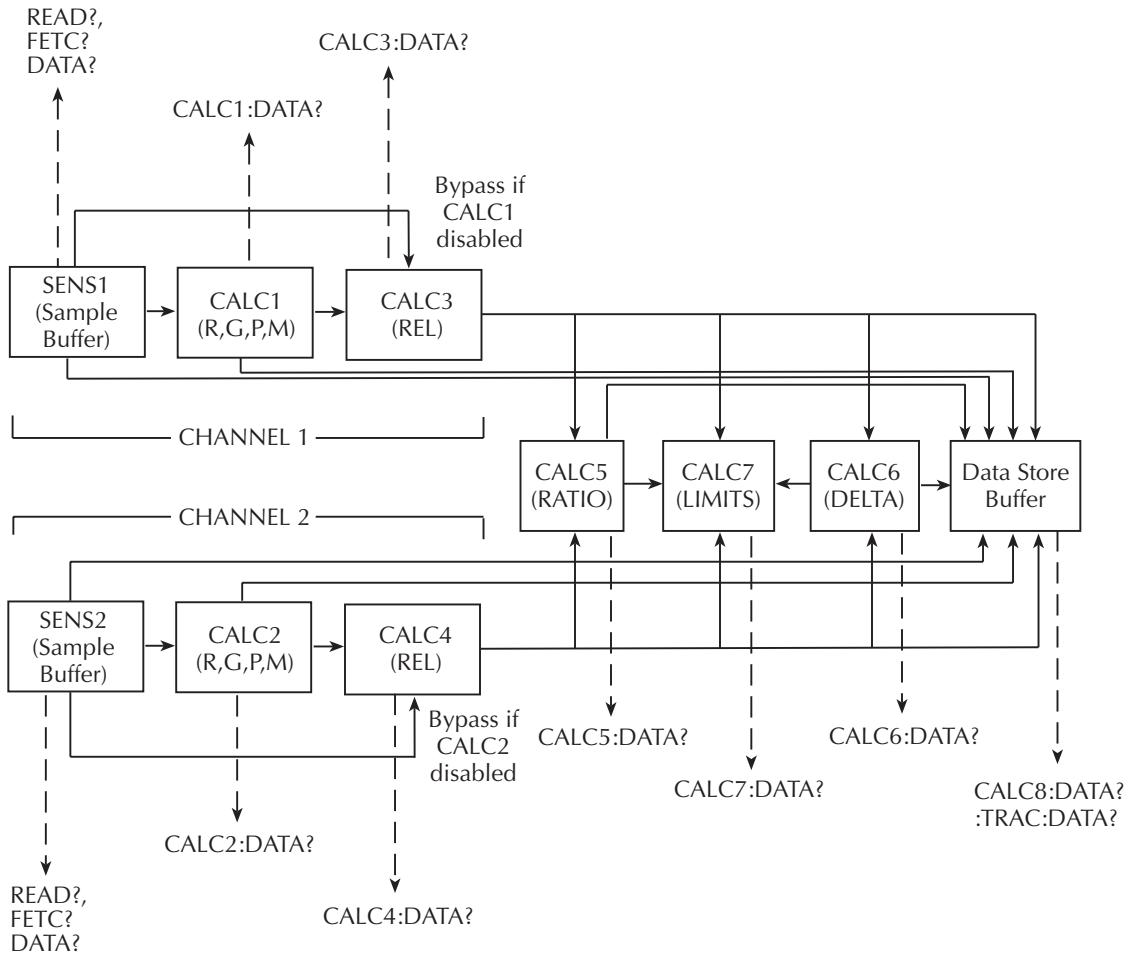 READ?,
FETC?
DATA?
CALC3:DATA?
CALC1:DATA?
Bypass if
CALC1
disabled
SENS1
(Sample
Buffer)
CALC1
(R,G,P,M)
CALC3
(REL)
CHANNEL 1
CALC5
(RATIO)
CALC7
(LIMITS)
CALC6
(DELTA)
Data Store
Buffer
CHANNEL 2
SENS2
(Sample
Buffer)
CALC2
(R,G,P,M)
CALC4
(REL)
Bypass if
CALC2
disabled
CALC5:DATA?
CALC6:DATA?
CALC7:DATA?
CALC8:DATA?
:TRAC:DATA?
CALC2:DATA?
READ?,
FETC?
DATA?
CALC4:DATA?